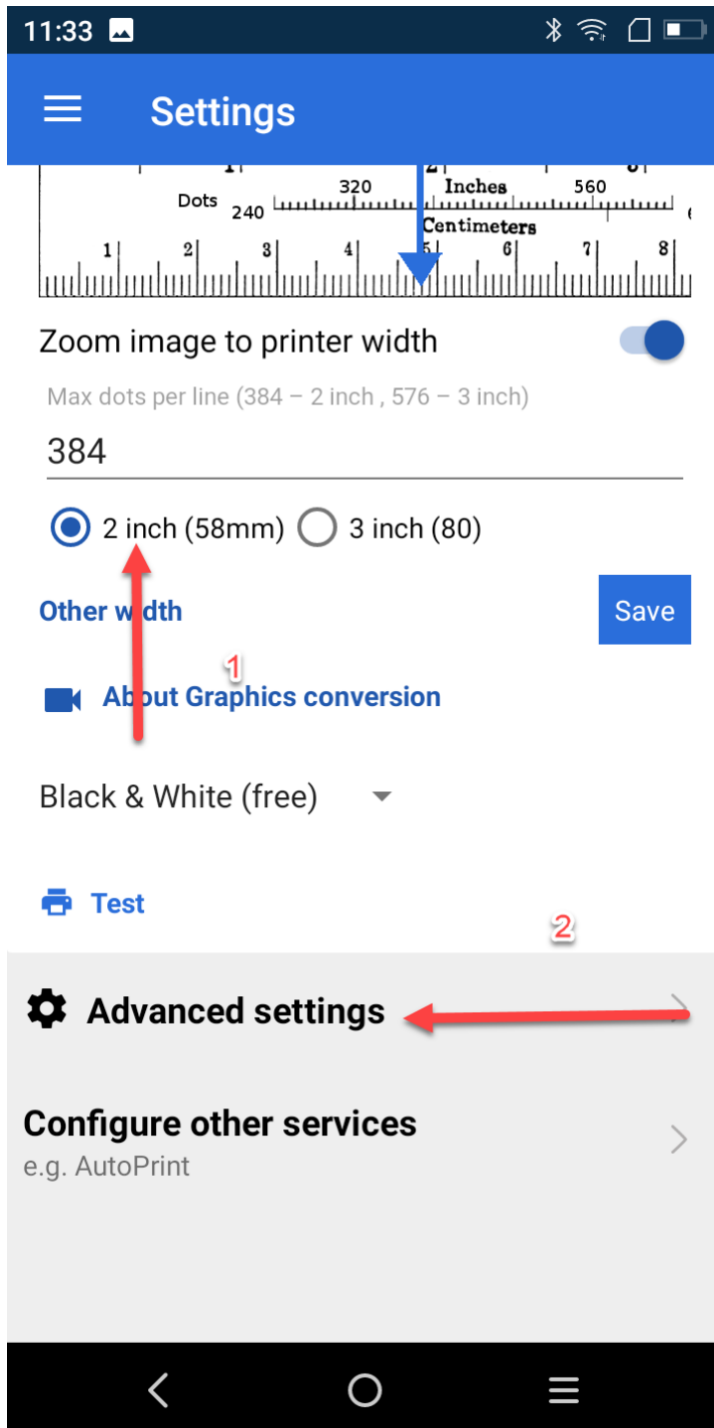 11:33
Settings
320 Inches 560
Dots 240
Centimeters
1 2 3 4 5 6 7 8
Zoom image to printer width
Max dots per line (384 – 2 inch , 576 – 3 inch)
384
2 inch (58mm) 3 inch (80)
Other width Save
1
About Graphics conversion
Black & White (free)
Test
2
Advanced settings
Configure other services
e.g. AutoPrint